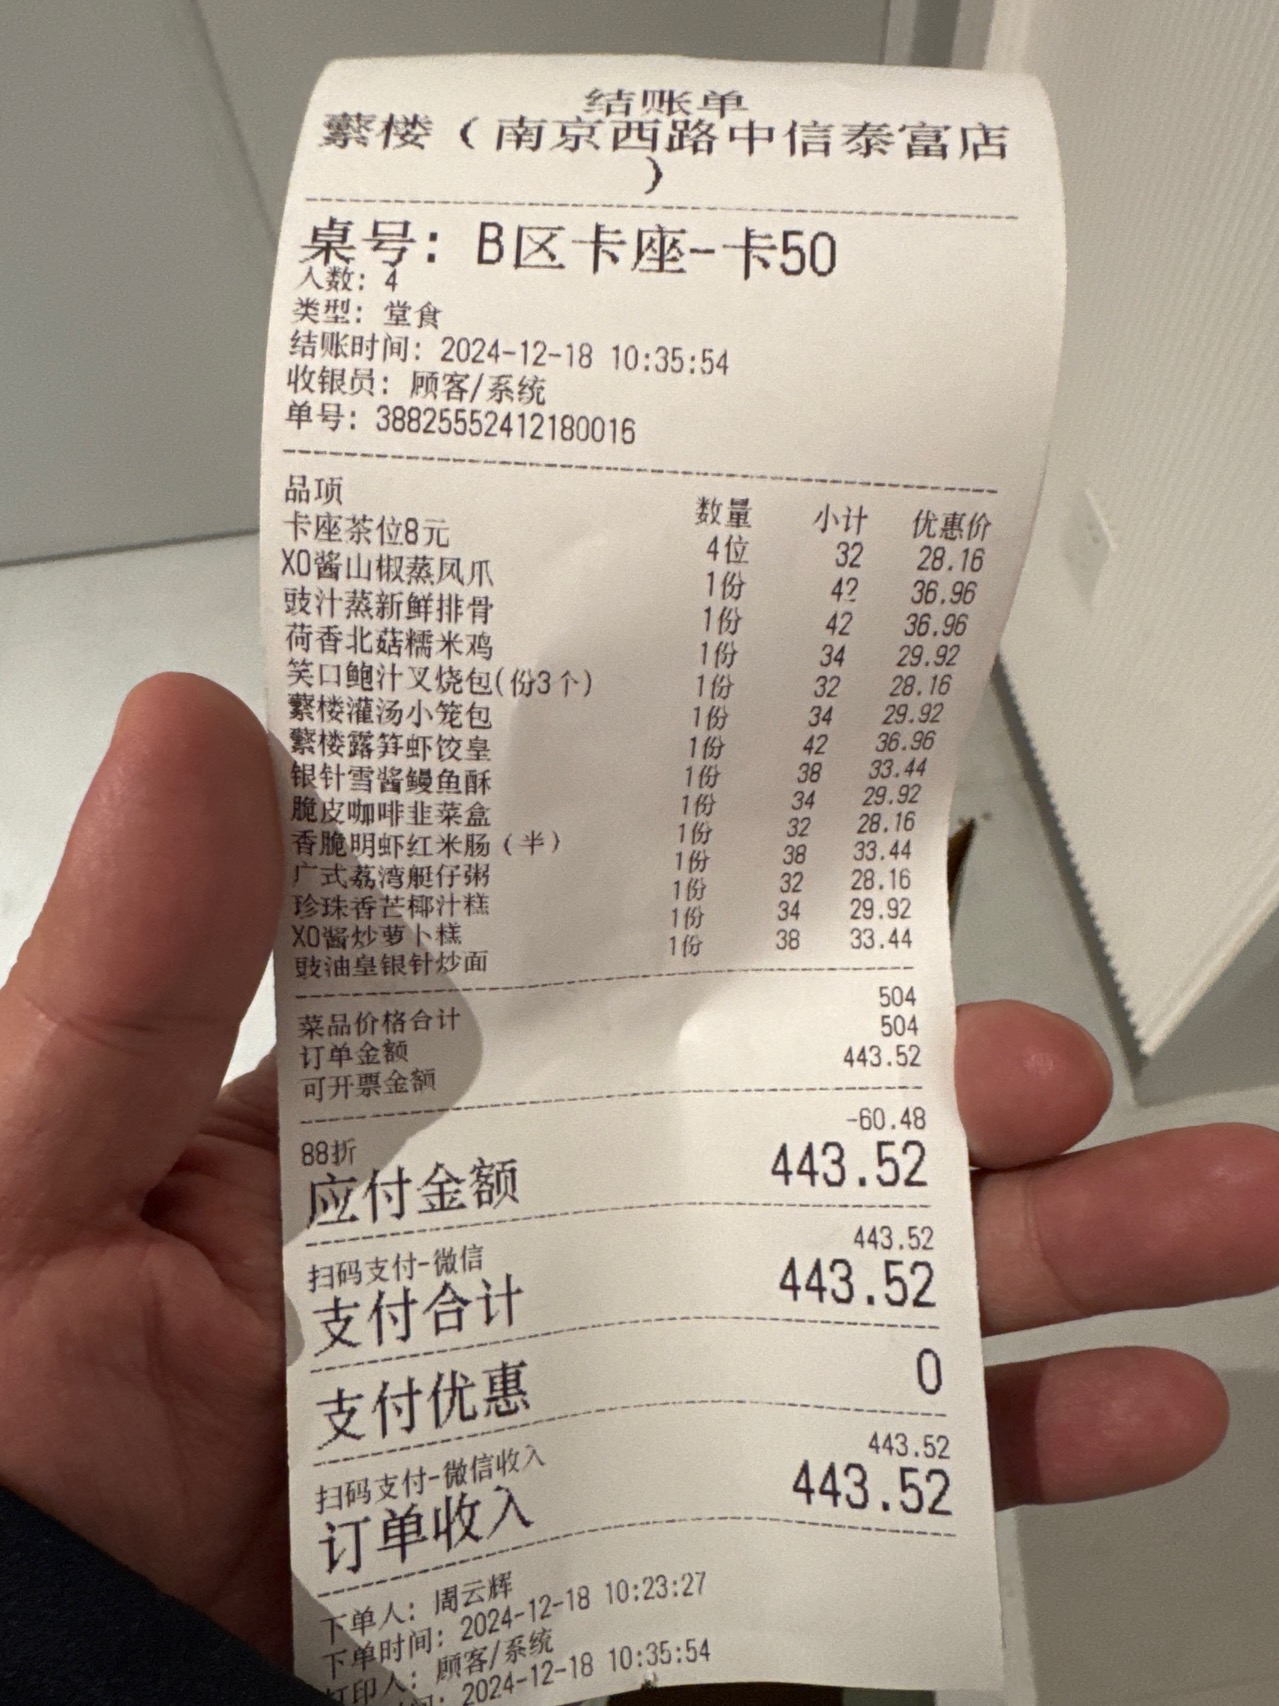 结账单
蘩楼（南京西路中信泰富店
）
桌号: B区卡座-卡50
人数: 4
类型: 堂食
结账时间: 2024-12-18 10:35:54
收银员: 顾客/系统
单号: 38825552412180016
品项 数量 小计 优惠价
卡座茶位8元 4位 32 28.16
XO酱山椒蒸凤爪 1份 42 36.96
豉汁蒸新鲜排骨 1份 42 36.96
荷香北菇糯米鸡 1份 34 29.92
笑口鲍汁叉烧包(份3个) 1份 32 28.16
蘩楼灌汤小笼包 1份 34 29.92
蘩楼露笋虾饺皇 1份 42 36.96
银针雪酱鳗鱼酥 1份 38 33.44
脆皮咖啡韭菜盒 1份 34 29.92
香脆明虾红米肠（半） 1份 32 28.16
广式荔湾艇仔粥 1份 38 33.44
珍珠香芒椰汁糕 1份 32 28.16
XO酱炒萝卜糕 1份 34 29.92
豉油皇银针炒面 1份 38 33.44
菜品价格合计 504
订单金额 504
可开票金额 443.52
88折 -60.48
应付金额 443.52
扫码支付-微信 443.52
支付合计 443.52
支付优惠 0
扫码支付-微信收入 443.52
订单收入 443.52
下单人: 周云辉
下单时间: 2024-12-18 10:23:27
打印人: 顾客/系统
2024-12-18 10:35:54